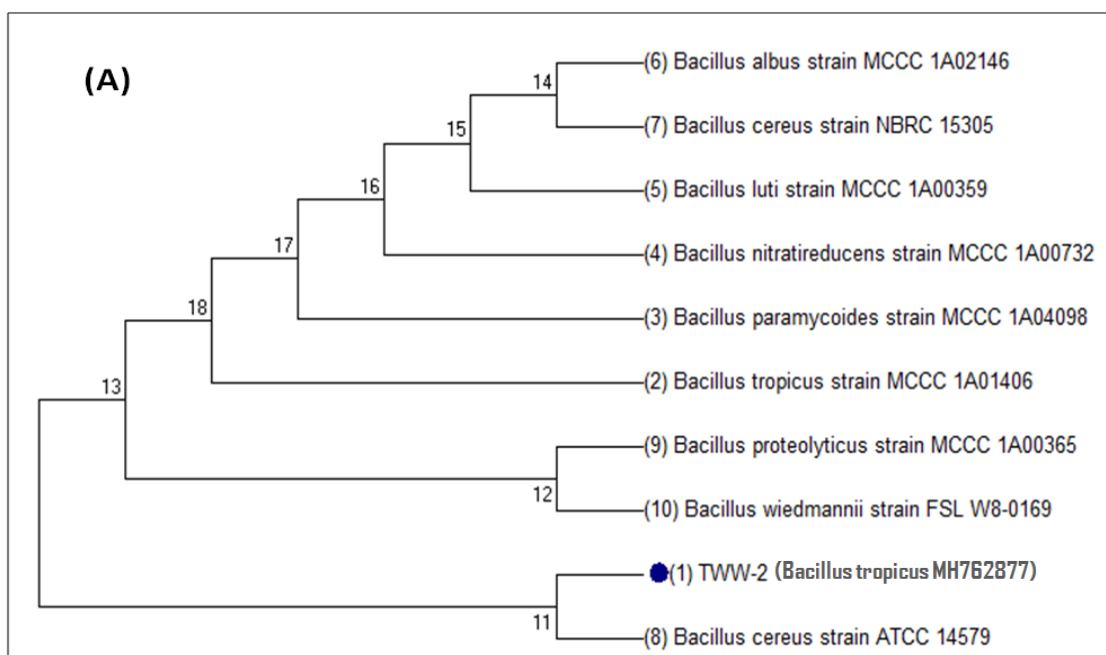 (A)
(6) Bacillus albus strain MCCC 1A02146
14
(7) Bacillus cereus strain NBRC 15305
15
(5) Bacillus luti strain MCCC 1A00359
16
(4) Bacillus nitratireducens strain MCCC 1A00732
17
(3) Bacillus paramycoides strain MCCC 1A04098
18
(2) Bacillus tropicus strain MCCC 1A01406
13
(9) Bacillus proteolyticus strain MCCC 1A00365
12
(10) Bacillus wiedmannii strain FSL W8-0169
(1) TWW-2 (Bacillus tropicus MH762877)
11
(8) Bacillus cereus strain ATCC 14579